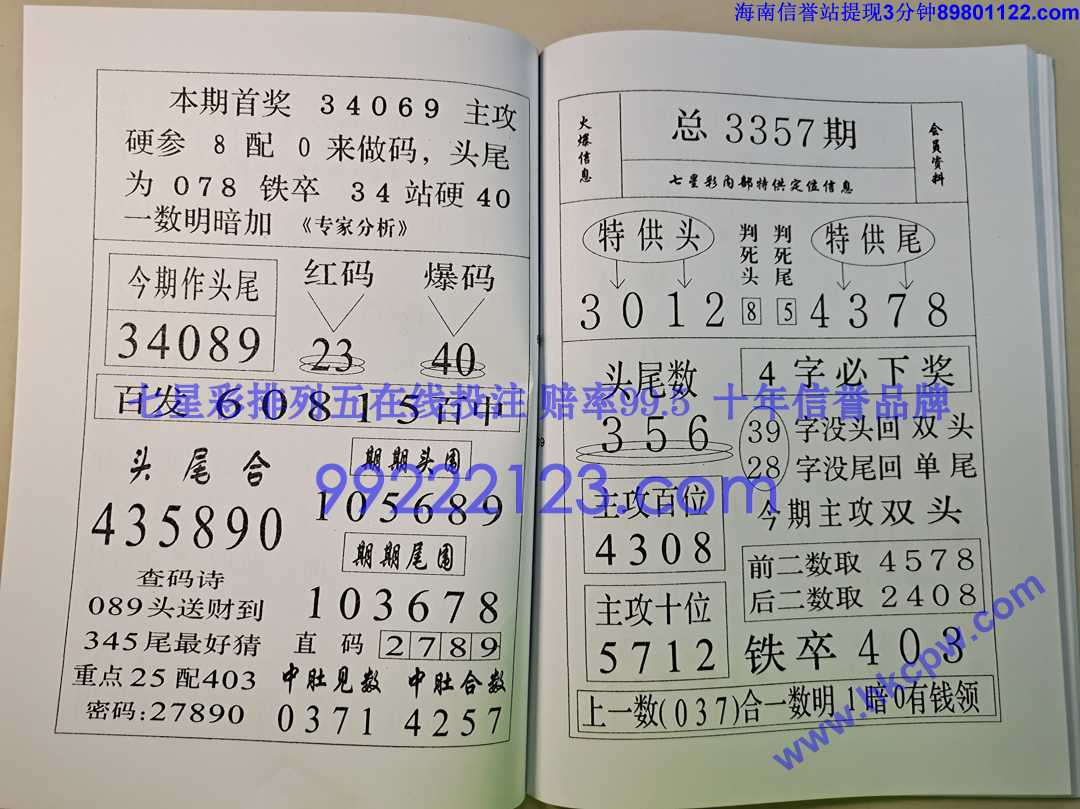 海南信誉站提现3分钟89801122.com
本期首奖 34069 主攻
硬参 8 配 0 来做码，头尾
为 078 铁卒 34 站硬 40
一数明暗加 《专家分析》
今期作头尾
34089
红码
23
爆码
40
百发 60815 百中
头尾合
435890
期期头围
105689
期期尾围
103678
查码诗
089头送财到
345尾最好猜
重点25配403
密码:27890
直码 2789
中肚见数
0371
中肚合数
4257
火爆信息
总3357期
七星彩内部特供定位信息
会员资料
特供头
3012
判死头
8
判死尾
5
特供尾
4378
头尾数
356
4字必下奖
39字没头回双头
28字没尾回单尾
今期主攻双头
主攻百位
4308
前二数取 4578
后二数取 2408
主攻十位
5712
铁卒403
上一数(037)合一数明1暗0有钱领
七星彩排列五在线投注 赔率99.5 十年信誉品牌
99222123.com
www.kkcpw.com